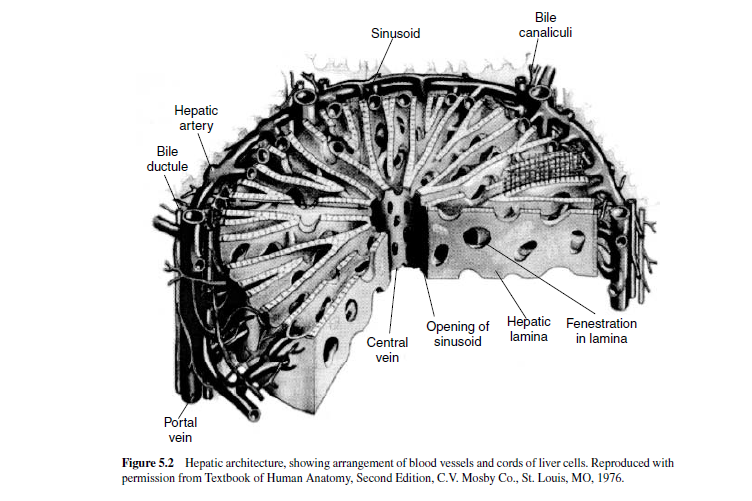 Bile
canaliculi
Sinusoid
Hepatic
artery
Bile
ductule
Opening of
sinusoid
Hepatic
lamina
Fenestration
in lamina
Central
vein
Portal
vein
Figure 5.2 Hepatic architecture, showing arrangement of blood vessels and cords of liver cells. Reproduced with
permission from Textbook of Human Anatomy, Second Edition, C.V. Mosby Co., St. Louis, MO, 1976.